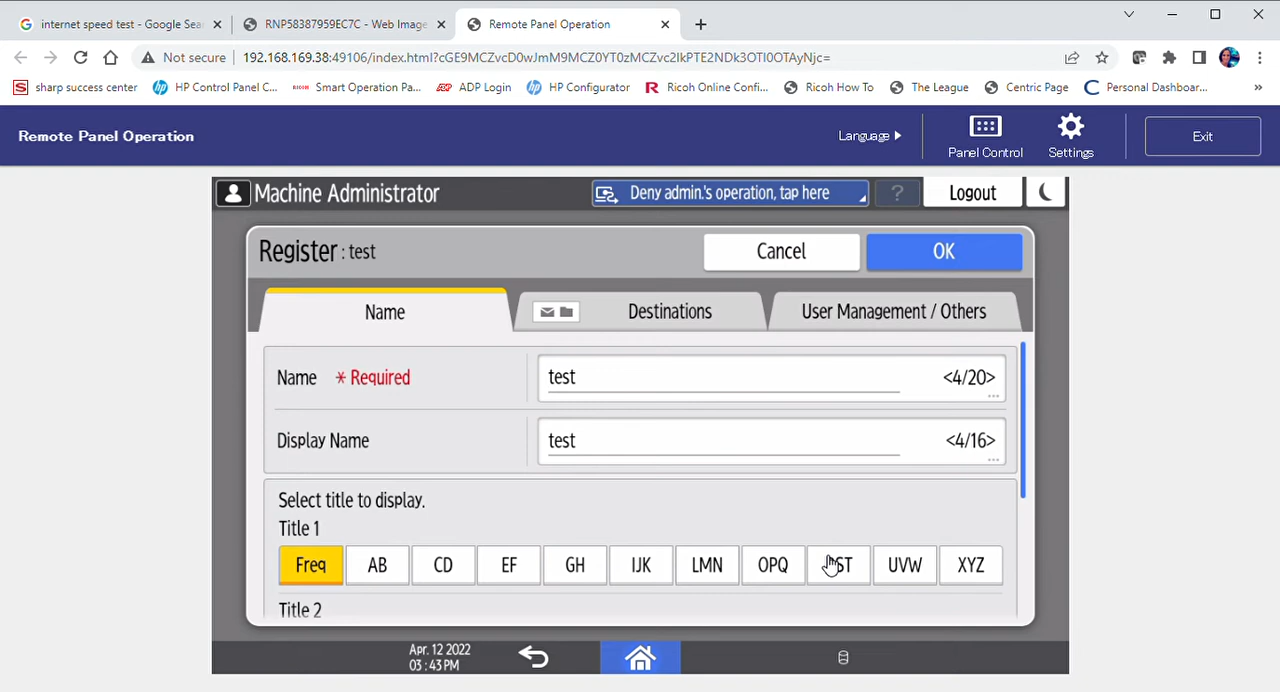 internet speed test - Google Sea
RNP58387959EC7C - Web Image
Remote Panel Operation
Not secure
192.168.169.38:49106/index.html?cGE9MCZvcD0xJmM9MCZ0YT0zMCZvc2lkPTE2NDk3OTI0OTAyNjc=
sharp success center
HP Control Panel C...
RICOH Smart Operation Pa...
ADP Login
HP Configurator
Ricoh Online Confi...
Ricoh How To
The League
Centric Page
Personal Dashboar...
»
Remote Panel Operation
Language
Panel Control
Settings
Exit
Machine Administrator
Deny admin.'s operation, tap here
?
Logout
Register : test
Cancel
OK
Name
Destinations
User Management / Others
Name * Required
test
<4/20>
...
Display Name
test
<4/16>
...
Select title to display.
Title 1
Freq
AB
CD
EF
GH
IJK
LMN
OPQ
UVW
XYZ
Title 2
Apr. 12 2022
03 : 43 PM